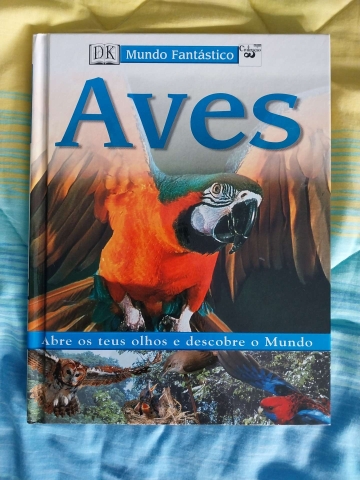 DK Mundo Fantástico
Aves
Abre os teus olhos e descobre o Mundo